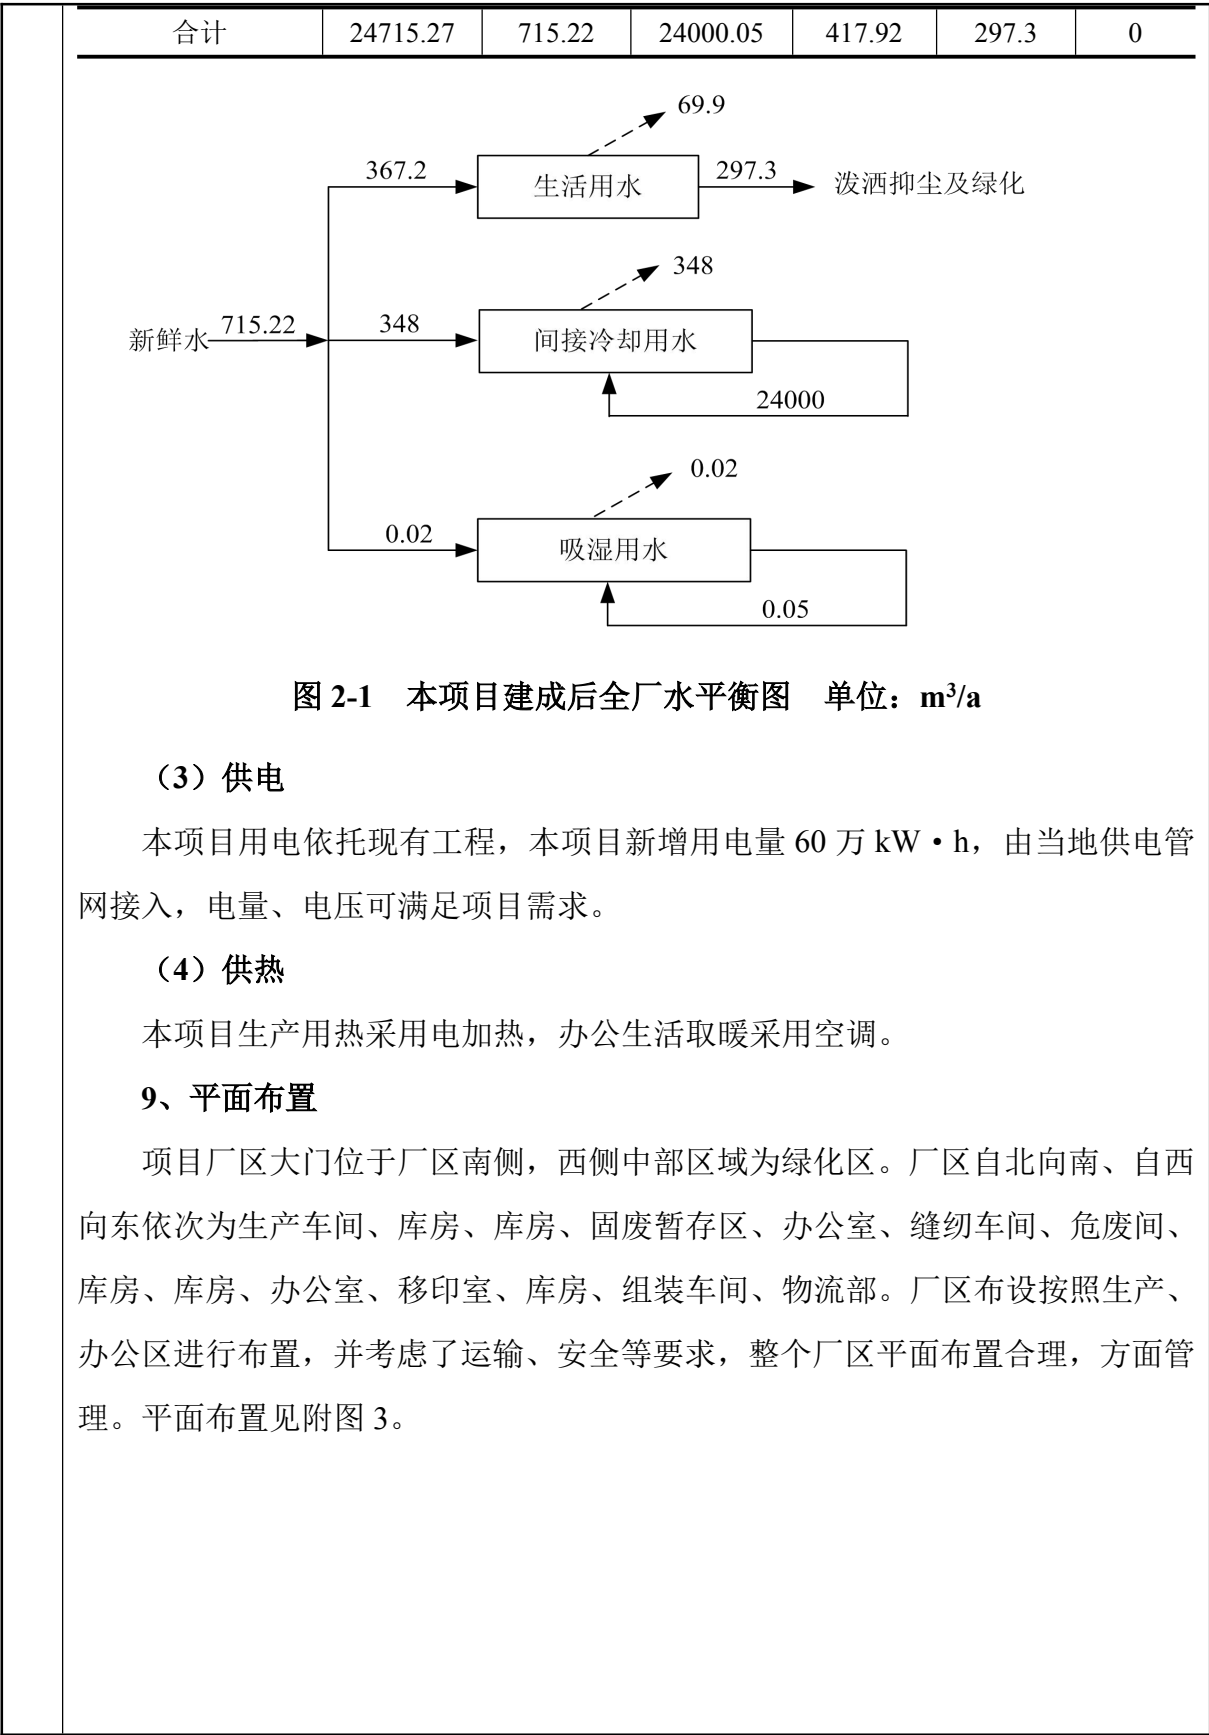 合计 24715.27 715.22 24000.05 417.92 297.3 0
69.9
367.2 生活用水 297.3 泼洒抑尘及绿化
348
新鲜水 715.22 348 间接冷却用水
24000
0.02
0.02 吸湿用水
0.05
图 2-1 本项目建成后全厂水平衡图 单位：m³/a
（3）供电
本项目用电依托现有工程，本项目新增用电量 60 万 kW•h，由当地供电管
网接入，电量、电压可满足项目需求。
（4）供热
本项目生产用热采用电加热，办公生活取暖采用空调。
9、平面布置
项目厂区大门位于厂区南侧，西侧中部区域为绿化区。厂区自北向南、自西
向东依次为生产车间、库房、库房、固废暂存区、办公室、缝纫车间、危废间、
库房、库房、办公室、移印室、库房、组装车间、物流部。厂区布设按照生产、
办公区进行布置，并考虑了运输、安全等要求，整个厂区平面布置合理，方面管
理。平面布置见附图 3。